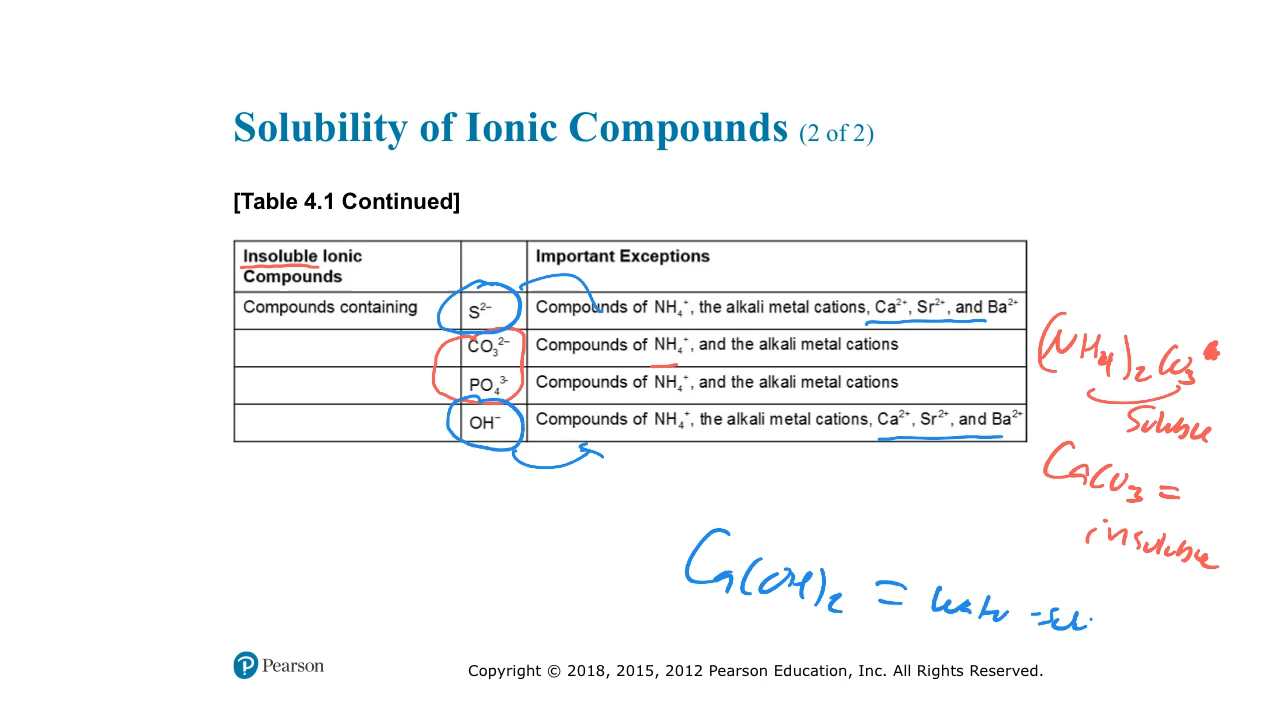 Solubility of Ionic Compounds (2 of 2)
[Table 4.1 Continued]
Insoluble Ionic Compounds Important Exceptions
Compounds containing S²⁻ Compounds of NH₄⁺, the alkali metal cations, Ca²⁺, Sr²⁺, and Ba²⁺
CO₃²⁻ Compounds of NH₄⁺, and the alkali metal cations
PO₄³⁻ Compounds of NH₄⁺, and the alkali metal cations
OH⁻ Compounds of NH₄⁺, the alkali metal cations, Ca²⁺, Sr²⁺, and Ba²⁺
(NH₄)₂CO₃
soluble
CaCO₃ =
insoluble
Ca(OH)₂ = water-sol
Pearson
Copyright © 2018, 2015, 2012 Pearson Education, Inc. All Rights Reserved.